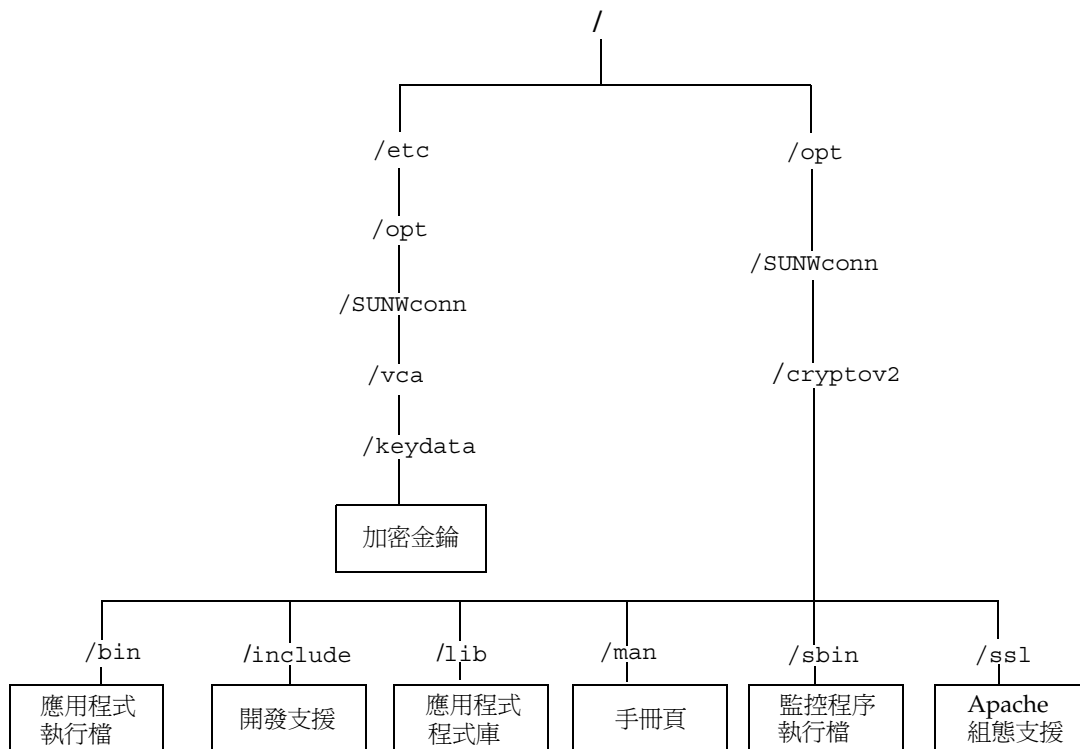 /
/etc
/opt
/opt
/SUNWconn
/SUNWconn
/vca
/cryptov2
/keydata
加密金鑰
/bin
/include
/lib
/man
/sbin
/ssl
應用程式
執行檔
開發支援
應用程式
程式庫
手冊頁
監控程序
執行檔
Apache
組態支援